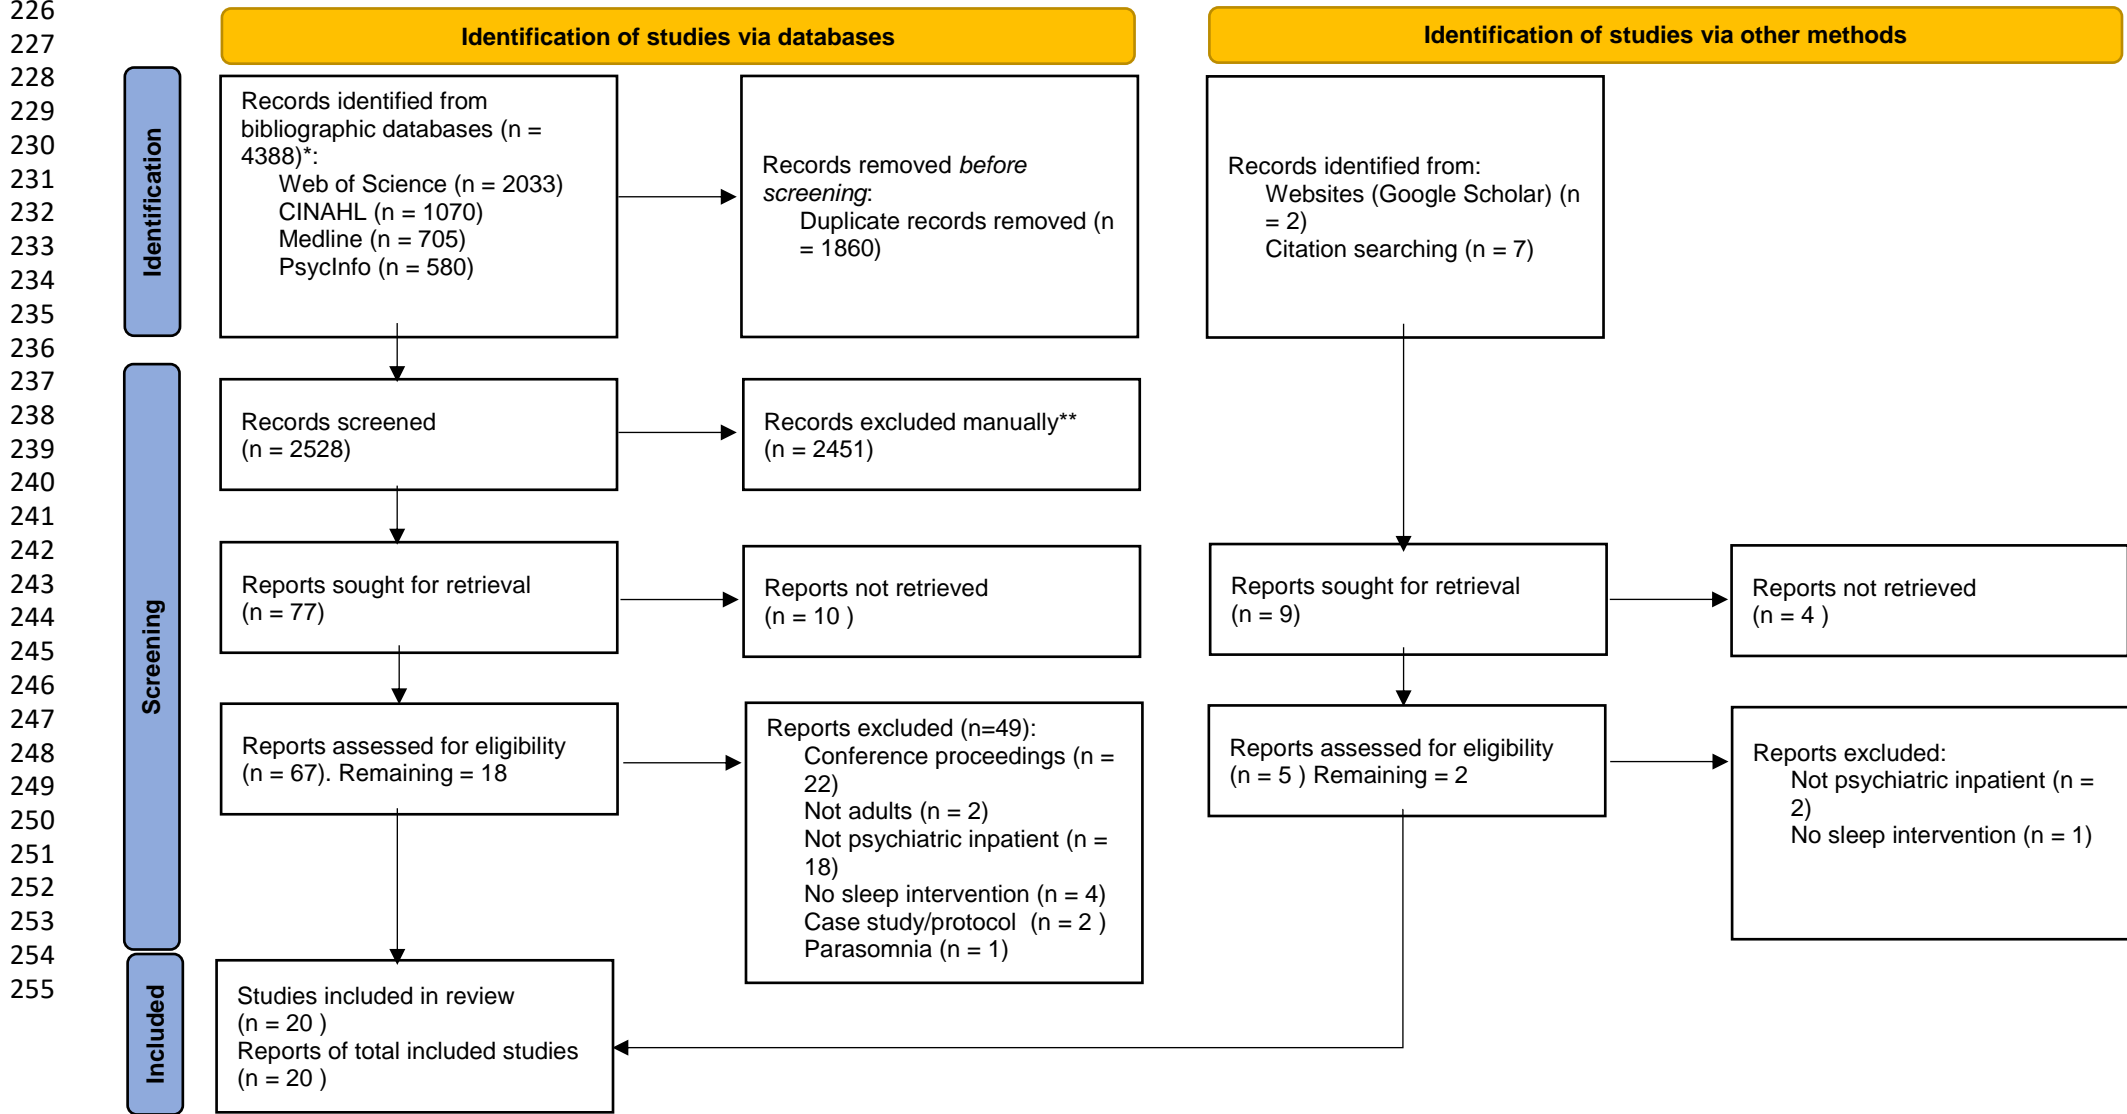 226
227
228
229
230
231
232
233
234
235
236
237
238
239
240
241
242
243
244
245
246
247
248
249
250
251
252
253
254
255
Identification of studies via databases
Identification of studies via other methods
Identification
Records identified from
bibliographic databases (n =
4388)*:
Web of Science (n = 2033)
CINAHL (n = 1070)
Medline (n = 705)
PsycInfo (n = 580)
Records removed before
screening:
Duplicate records removed (n
= 1860)
Records identified from:
Websites (Google Scholar) (n
= 2)
Citation searching (n = 7)
Screening
Records screened
(n = 2528)
Records excluded manually**
(n = 2451)
Reports sought for retrieval
(n = 77)
Reports not retrieved
(n = 10 )
Reports sought for retrieval
(n = 9)
Reports not retrieved
(n = 4 )
Reports assessed for eligibility
(n = 67). Remaining = 18
Reports excluded (n=49):
Conference proceedings (n =
22)
Not adults (n = 2)
Not psychiatric inpatient (n =
18)
No sleep intervention (n = 4)
Case study/protocol  (n = 2 )
Parasomnia (n = 1)
Reports assessed for eligibility
(n = 5 ) Remaining = 2
Reports excluded:
Not psychiatric inpatient (n =
2)
No sleep intervention (n = 1)
Included
Studies included in review
(n = 20 )
Reports of total included studies
(n = 20 )